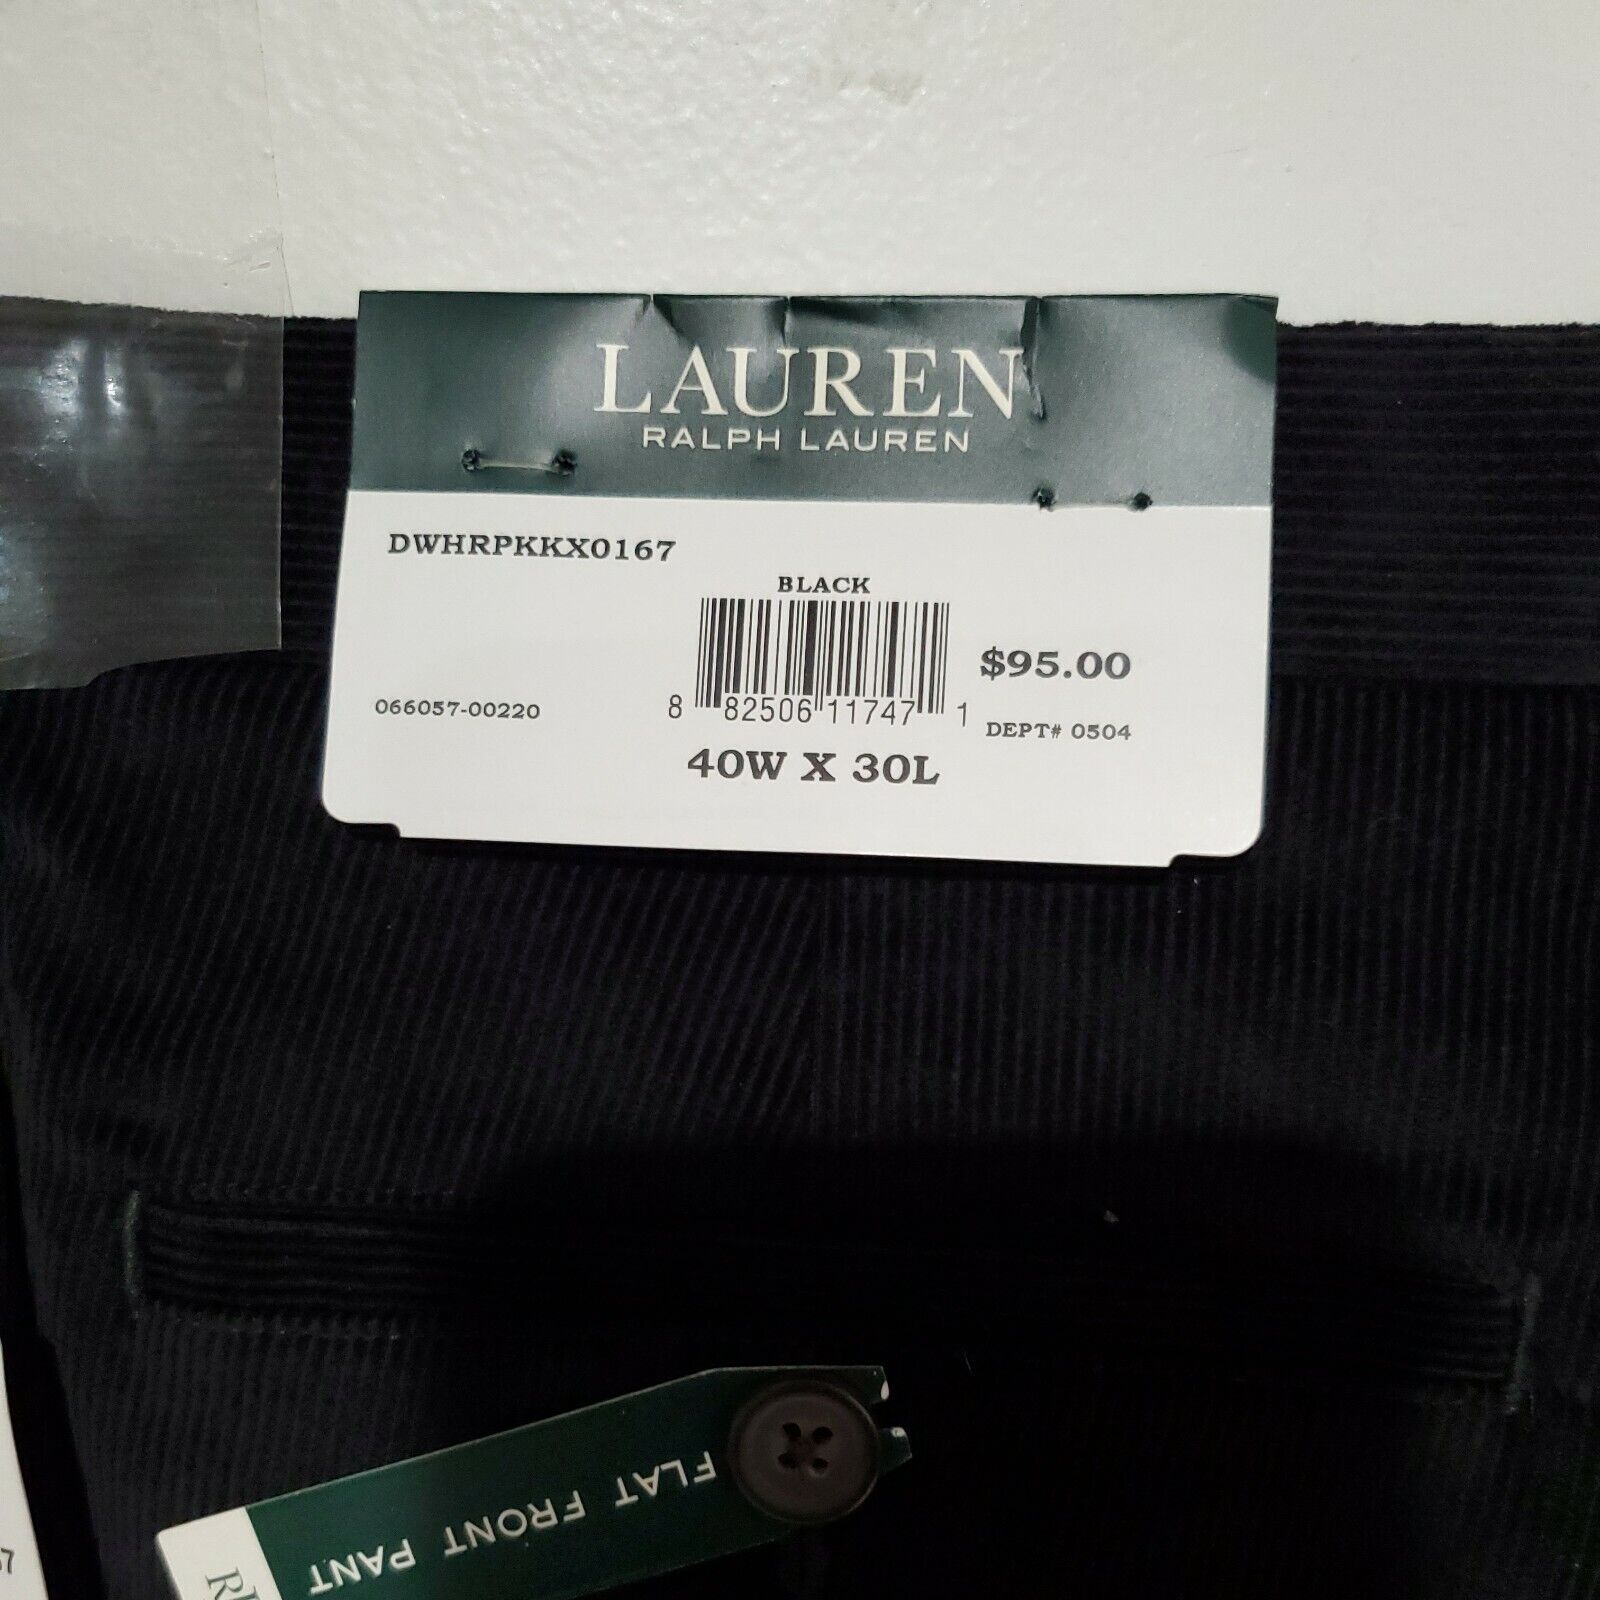 LAUREN
RALPH LAUREN
DWHRPKKX0167
BLACK
$95.00
066057-00220
8 82506 11747 1
DEPT# 0504
40W X 30L
FLAT FRONT PANT